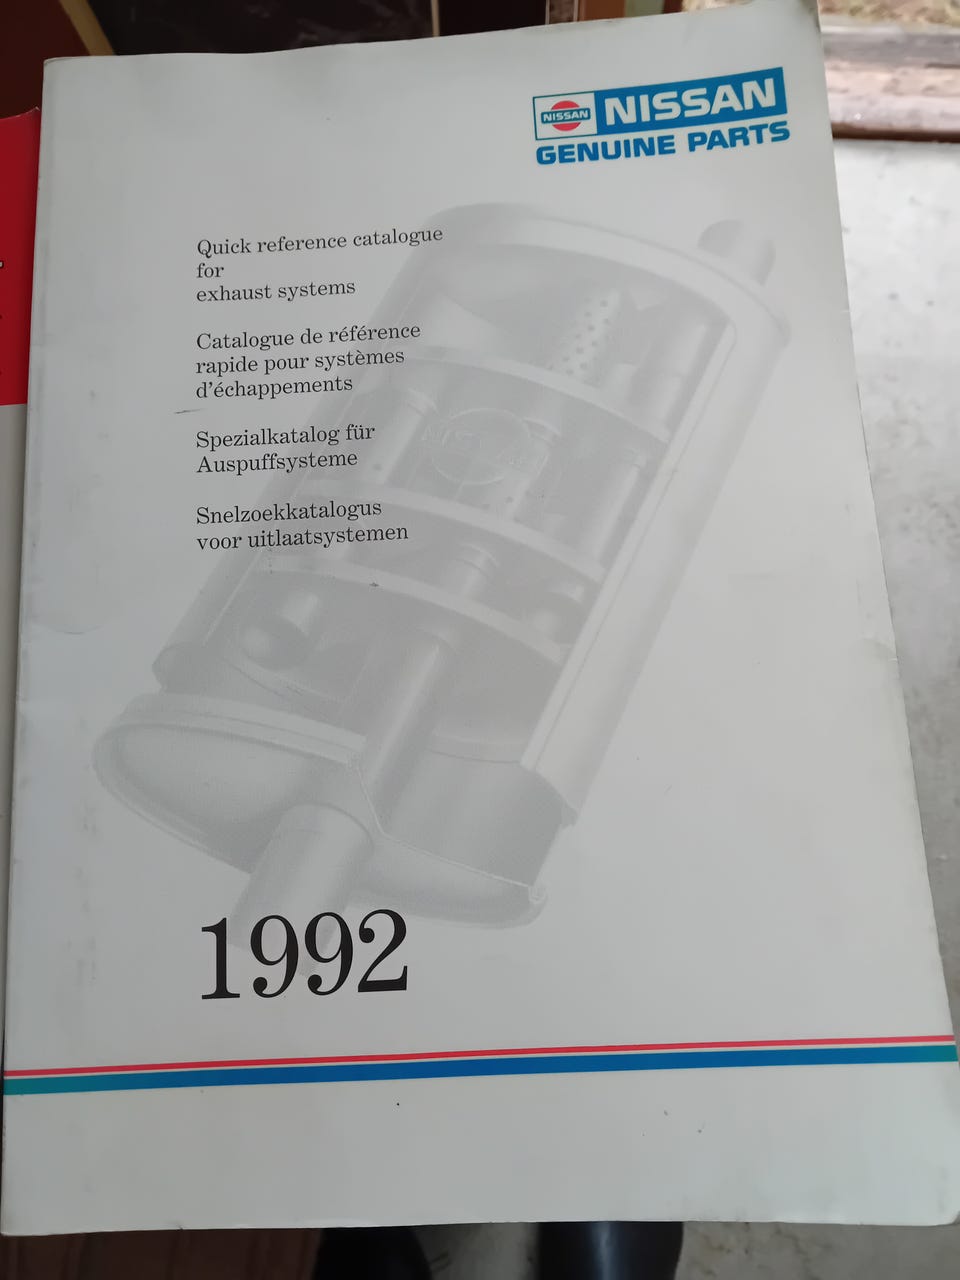 NISSAN NISSAN
GENUINE PARTS
Quick reference catalogue
for
exhaust systems
Catalogue de référence
rapide pour systèmes
d'échappements
Spezialkatalog für
Auspuffsysteme
Snelzoekkatalogus
voor uitlaatsystemen
1992